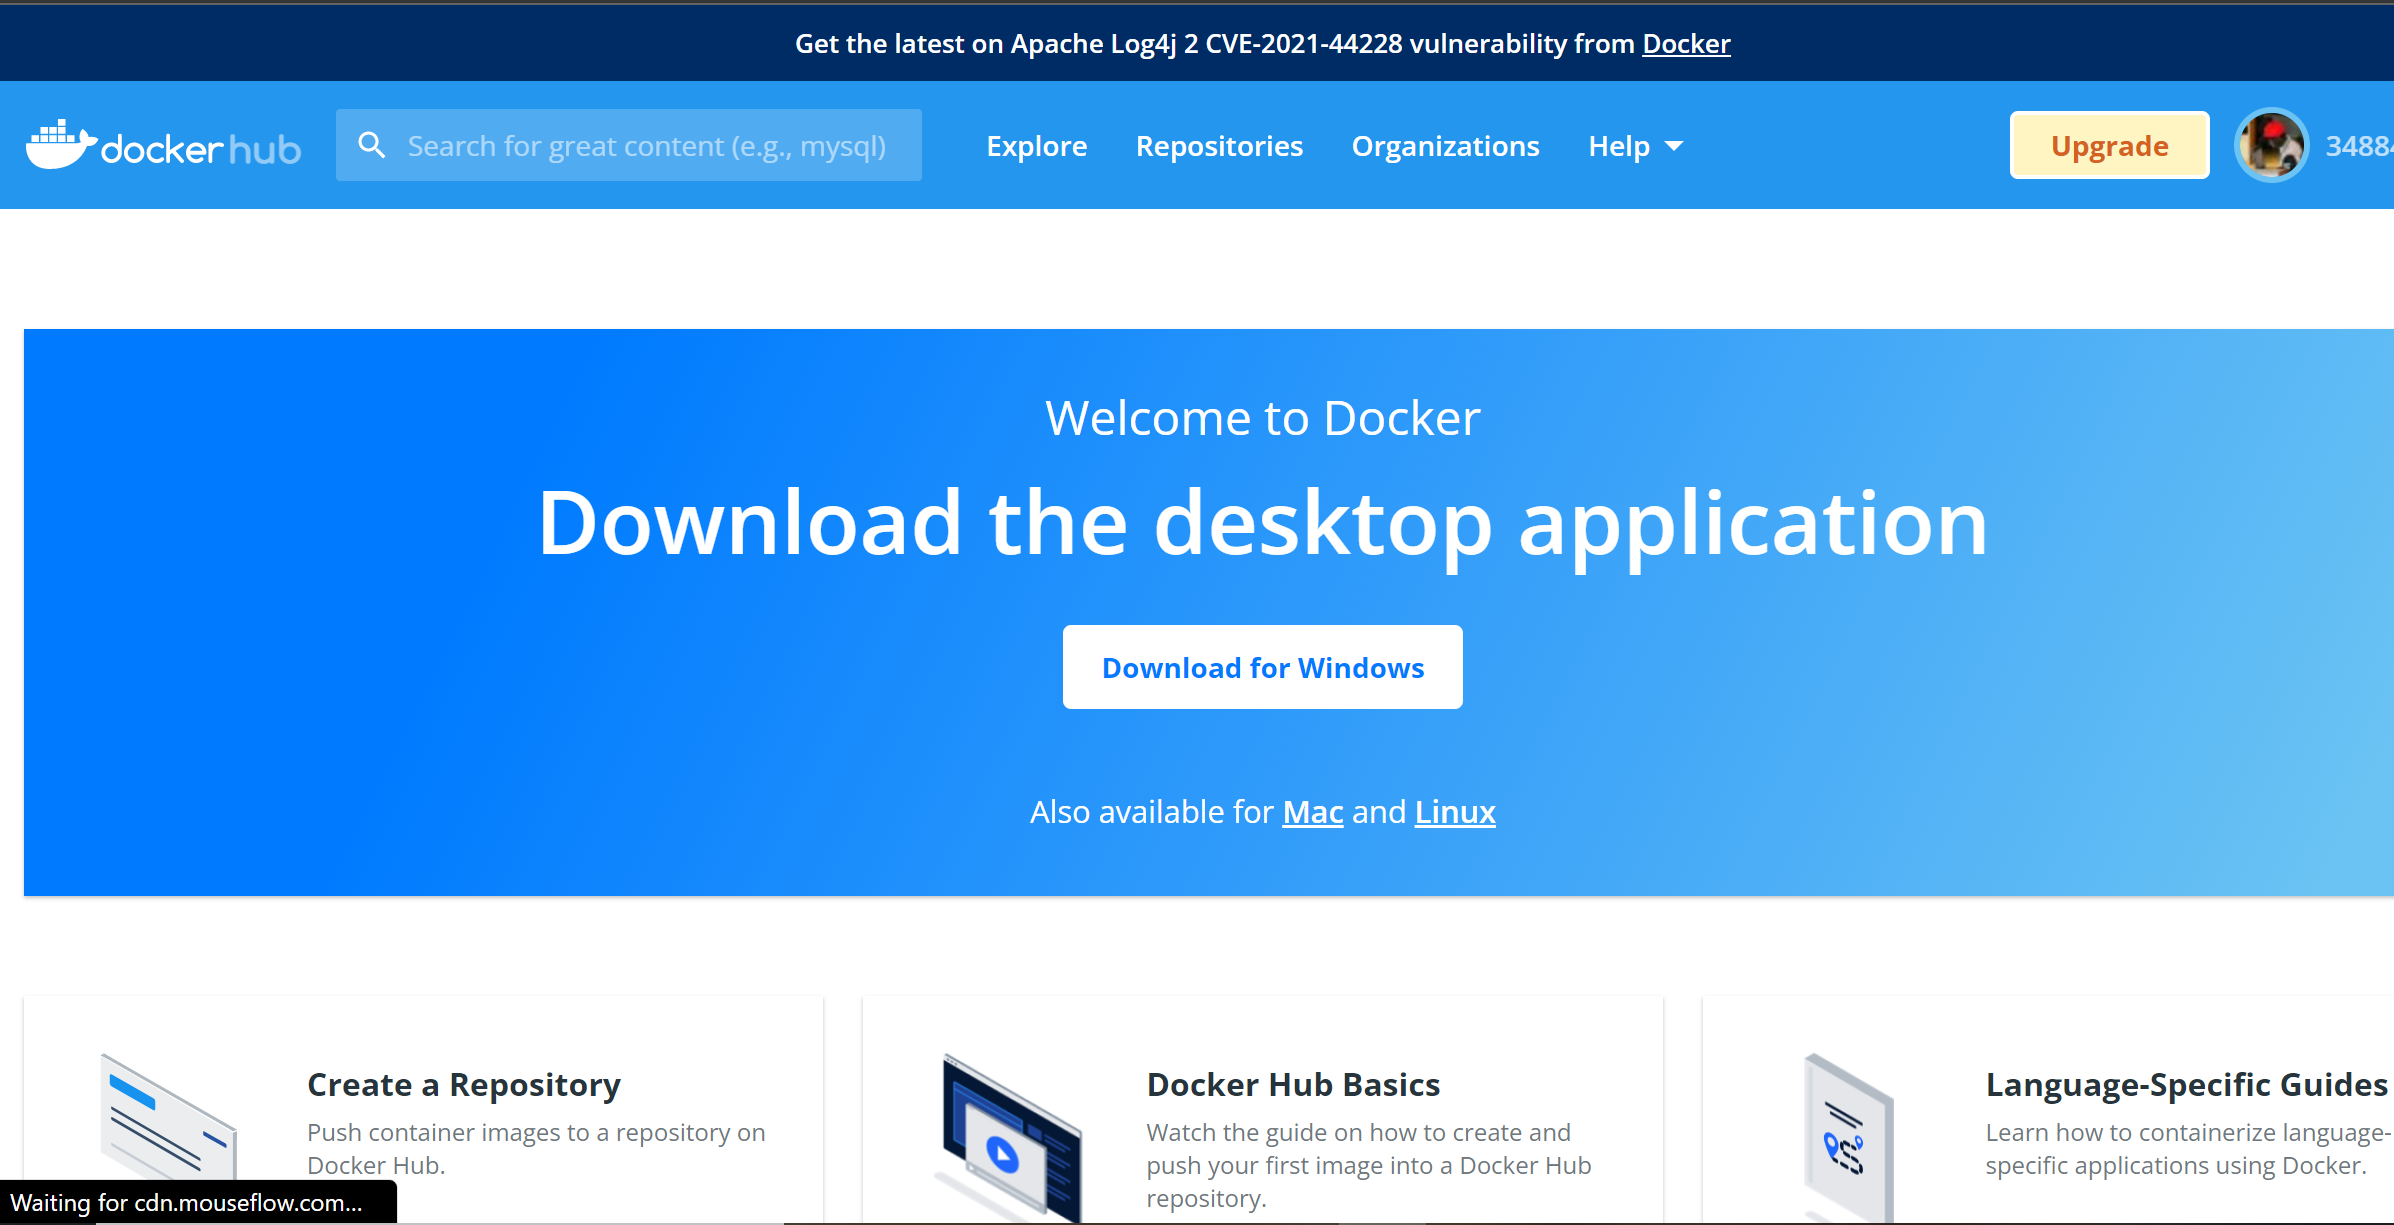 Get the latest on Apache Log4j 2 CVE-2021-44228 vulnerability from Docker
docker hub
Search for great content (e.g., mysql)
Explore
Repositories
Organizations
Help
Upgrade
3488
Welcome to Docker
Download the desktop application
Download for Windows
Also available for Mac and Linux
Create a Repository
Push container images to a repository on
Docker Hub.
Docker Hub Basics
Watch the guide on how to create and
push your first image into a Docker Hub
repository.
Language-Specific Guides
Learn how to containerize language-
specific applications using Docker.
Waiting for cdn.mouseflow.com...